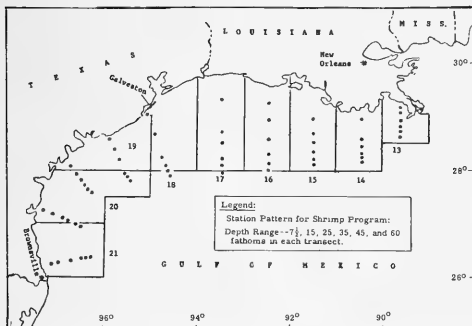 LOUISIANA
MISS.
TEXAS
New Orleans
30°
Galveston
19
13
28°
18
17
16
15
14
20
Legend:
Station Pattern for Shrimp Program:
Depth Range--7½, 15, 25, 35, 45, and 60
fathoms in each transect.
Brownsville
21
GULF OF MEXICO
26°
96°
94°
92°
90°